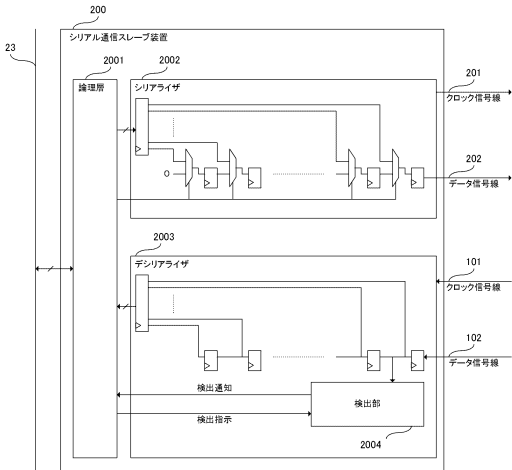 200
シリアル通信スレーブ装置
23
2001
論理層
2002
シリアライザ
0
201
クロック信号線
202
データ信号線
2003
デシリアライザ
101
クロック信号線
102
データ信号線
検出通知
検出指示
検出部
2004